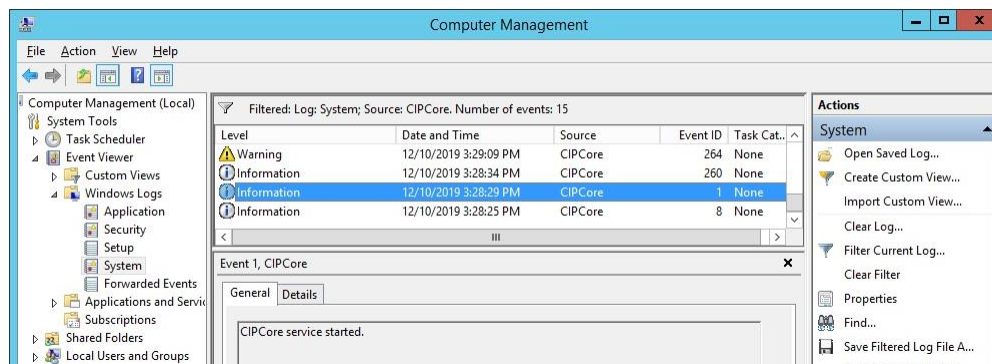 Computer Management
File Action View Help
Computer Management (Local)
System Tools
Task Scheduler
Event Viewer
Custom Views
Windows Logs
Application
Security
Setup
System
Forwarded Events
Applications and Servic
Subscriptions
Shared Folders
Local Users and Groups
Filtered: Log: System; Source: CIPCore. Number of events: 15
Level Date and Time Source Event ID Task Cat...
Warning 12/10/2019 3:29:09 PM CIPCore 264 None
Information 12/10/2019 3:28:34 PM CIPCore 260 None
Information 12/10/2019 3:28:29 PM CIPCore 1 None
Information 12/10/2019 3:28:25 PM CIPCore 8 None
Event 1, CIPCore
General Details
CIPCore service started.
Actions
System
Open Saved Log...
Create Custom View...
Import Custom View...
Clear Log...
Filter Current Log...
Clear Filter
Properties
Find...
Save Filtered Log File A...